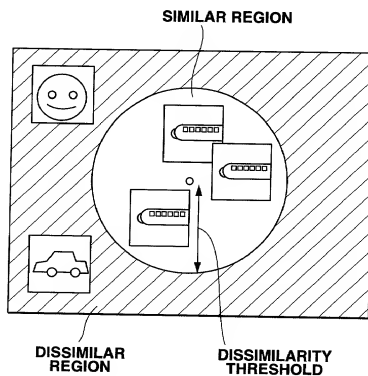 SIMILAR REGION
DISSIMILAR
REGION
DISSIMILARITY
THRESHOLD